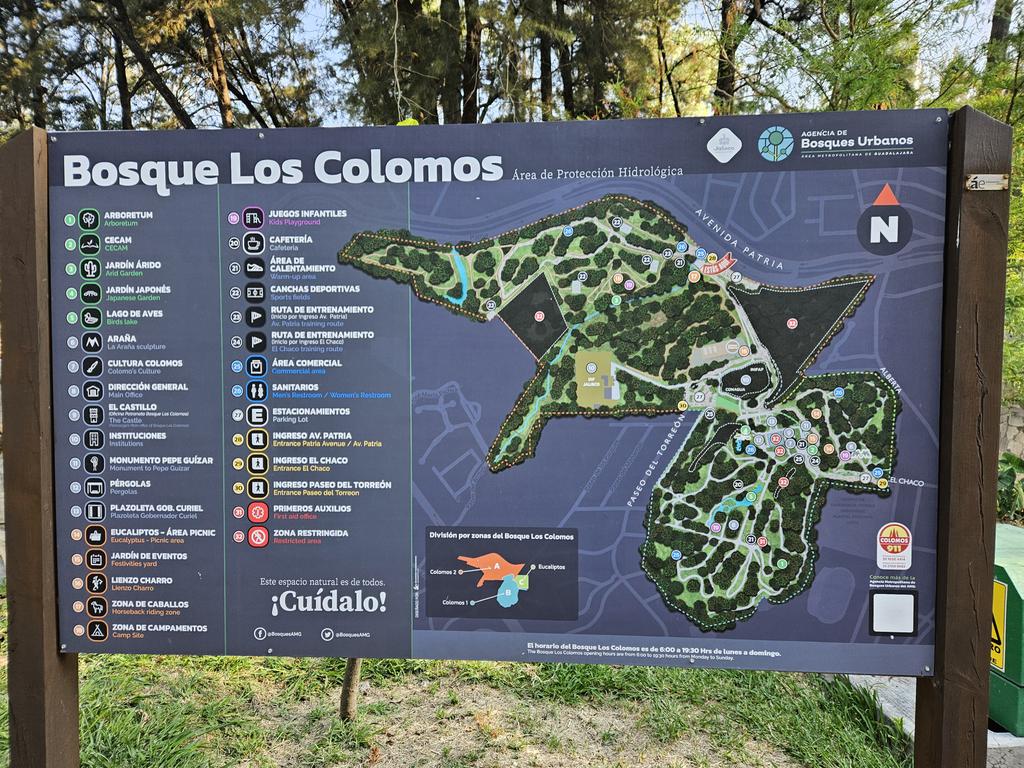 Bosque Los Colomos Área de Protección Hidrológica
AGENCIA DE
Bosques Urbanos
ÁREA METROPOLITANA DE GUADALAJARA
1 ARBORETUM
Arboretum
2 CECAM
CECAM
3 JARDÍN ÁRIDO
Arid Garden
4 JARDÍN JAPONÉS
Japanese Garden
5 LAGO DE AVES
Birds lake
6 ARAÑA
La Araña sculpture
7 CULTURA COLOMOS
Colomo's Culture
8 DIRECCIÓN GENERAL
Main Office
9 EL CASTILLO
(Oficina Patronato Bosque Los Colomos)
The Castle
10 INSTITUCIONES
Institutions
11 MONUMENTO PEPE GUÍZAR
Monument to Pepe Guízar
12 PÉRGOLAS
Pérgolas
13 PLAZOLETA GOB. CURIEL
Plazoleta Gobernador Curiel
14 EUCALIPTOS - ÁREA PICNIC
Eucalyptus - Picnic area
15 JARDÍN DE EVENTOS
Festivities yard
16 LIENZO CHARRO
Lienzo Charro
17 ZONA DE CABALLOS
Horseback riding zone
18 ZONA DE CAMPAMENTOS
Camp Site
19 JUEGOS INFANTILES
Kids Playground
20 CAFETERÍA
Cafeteria
21 ÁREA DE
CALENTAMIENTO
Warm-up area
22 CANCHAS DEPORTIVAS
Sports fields
23 RUTA DE ENTRENAMIENTO
(Inicio por ingreso Av. Patria)
Av. Patria training route
24 RUTA DE ENTRENAMIENTO
(Inicio por ingreso El Chaco)
El Chaco training route
25 ÁREA COMERCIAL
Commercial area
26 SANITARIOS
Men's Restroom / Women's Restroom
27 E ESTACIONAMIENTOS
Parking Lot
28 INGRESO AV. PATRIA
Entrance Patria Avenue / Av. Patria
29 INGRESO EL CHACO
Entrance El Chaco
30 INGRESO PASEO DEL TORREÓN
Entrance Paseo del Torreon
31 PRIMEROS AUXILIOS
First aid office
32 ZONA RESTRINGIDA
Restricted area
Este espacio natural es de todos.
¡Cuídalo!
@BosquesAMG
@BosquesAMG
AVENIDA PATRIA
ESTÁS AQUÍ
N
INIFAP
CONAGUA
ALBERTA
PASEO DEL TORREÓN
EL CHACO
División por zonas del Bosque Los Colomos
A
Colomos 2
Eucaliptos
C
B
Colomos 1
COLOMOS
911
Conoce más de la
Agencia Metropolitana de
Bosques Urbanos del AMG
El horario del Bosque Los Colomos es de 6:00 a 19:30 Hrs de lunes a domingo.
The Bosque Los Colomos opening hours are from 6:00 to 19:30 hours from Monday to Sunday.